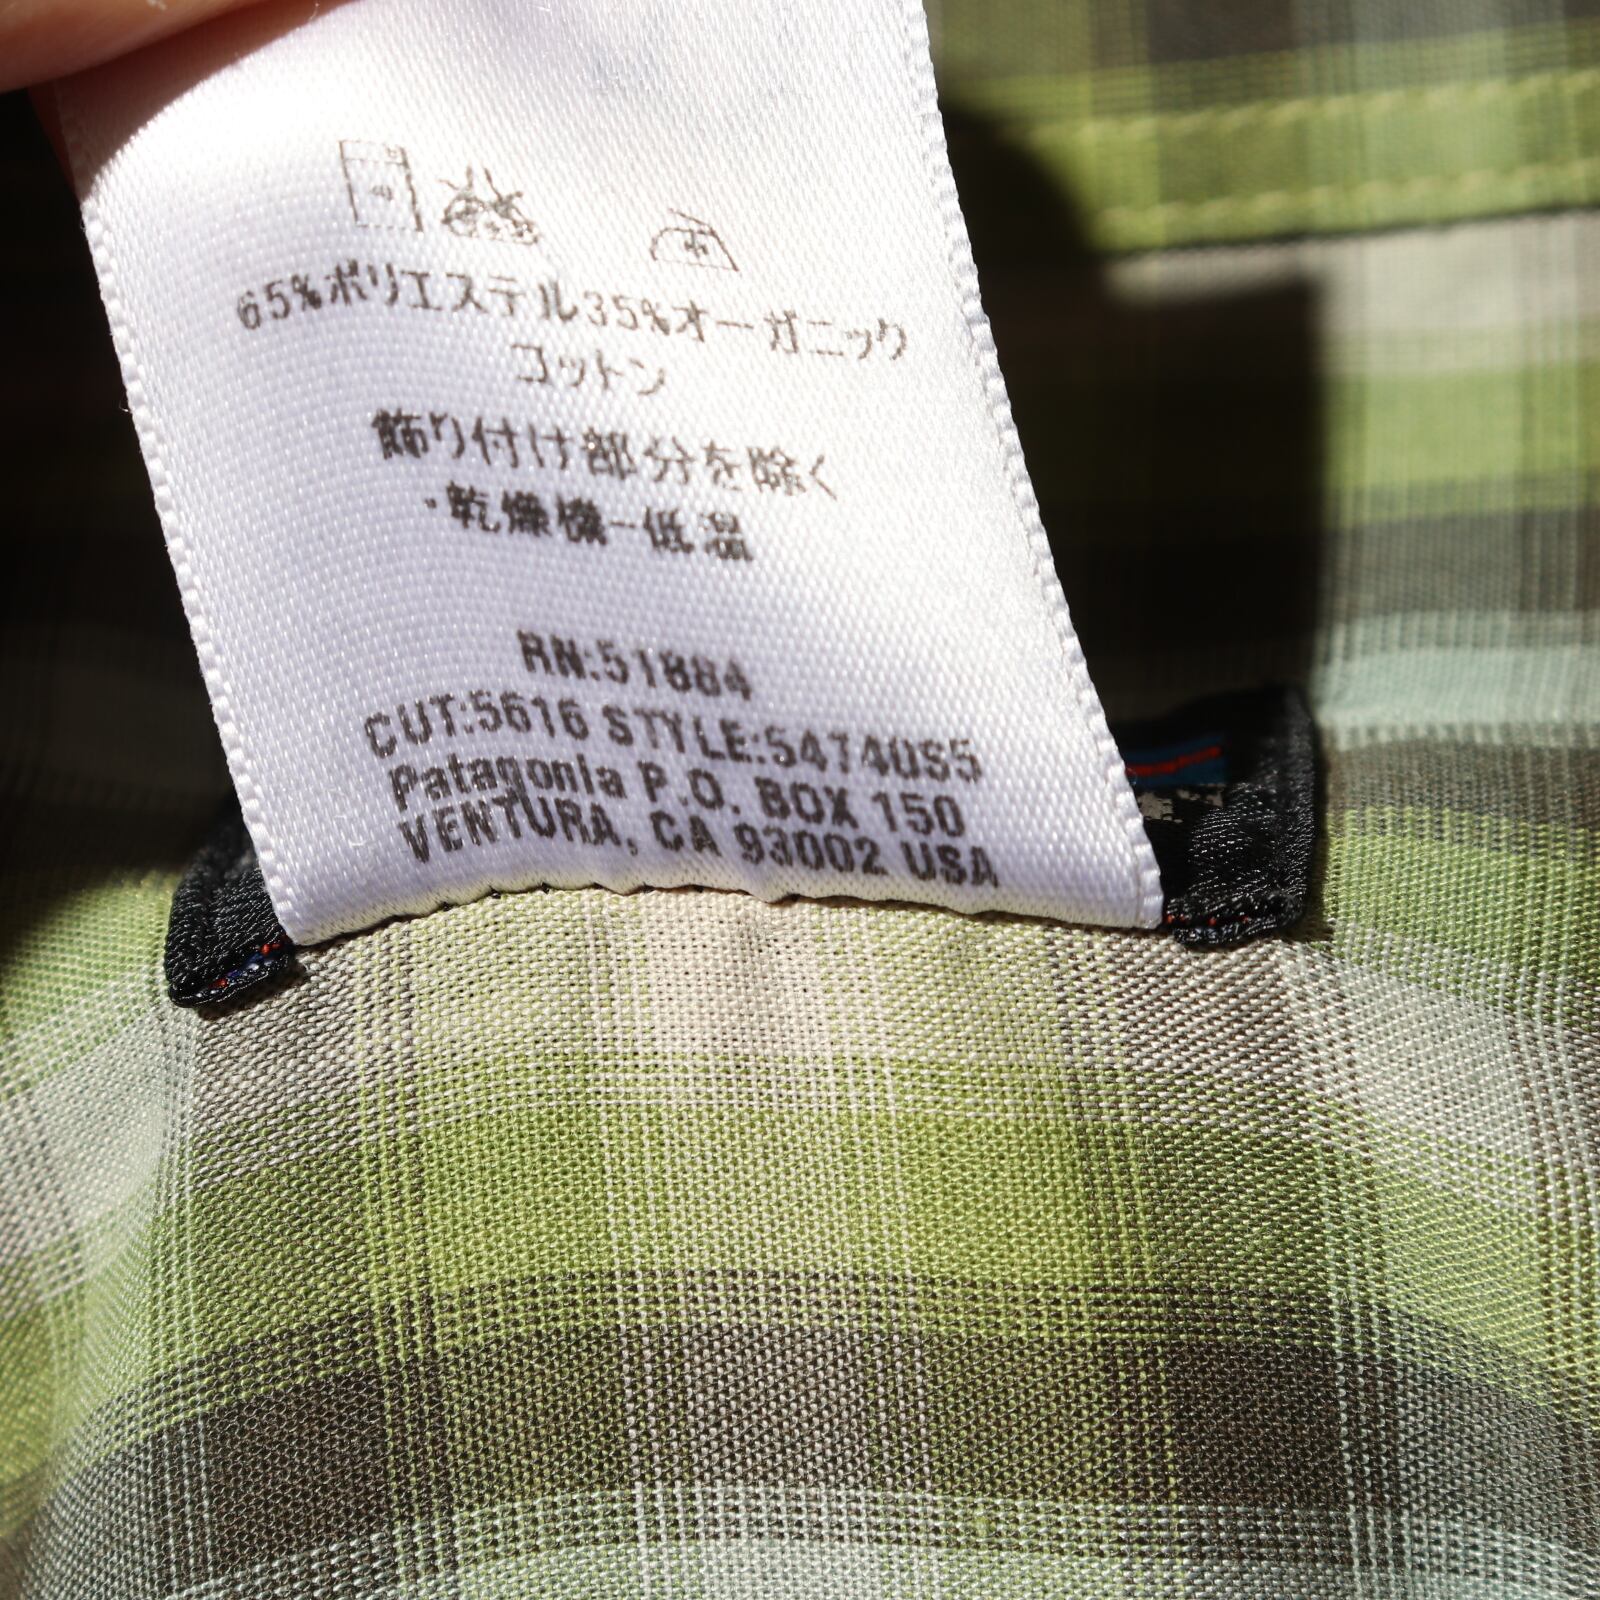 65%ポリエステル35%オーガニック
コットン
飾り付け部分を除く
・乾燥機-低温
RN:51884
CUT:5616 STYLE:54740S5
Patagonia P.O. BOX 150
VENTURA, CA 93002 USA